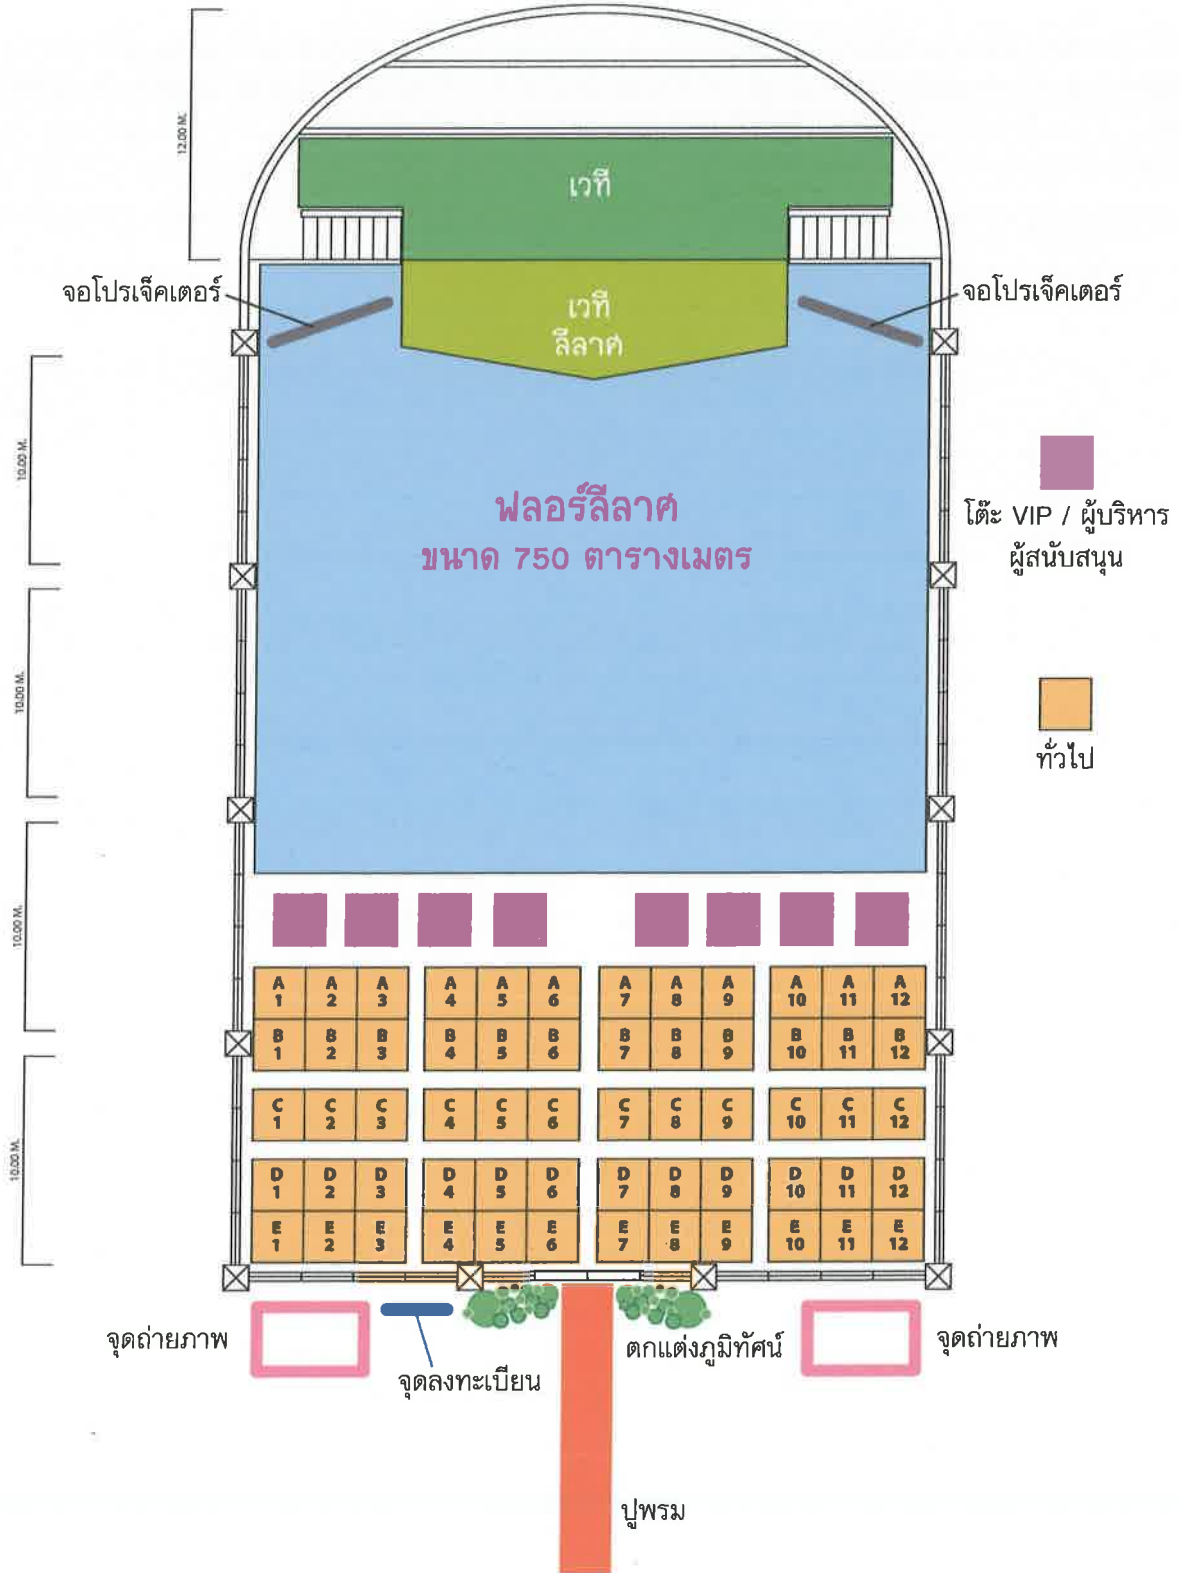 12.00 M.
เวที
จอโปรเจ็คเตอร์
จอโปรเจ็คเตอร์
เวที
ลีลาศ
10.00 M.
ฟลอร์ลีลาศ
ขนาด 750 ตารางเมตร
โต๊ะ VIP / ผู้บริหาร
ผู้สนับสนุน
10.00 M.
ทั่วไป
10.00 M.
A A A A A A A A A A A A
1 2 3 4 5 6 7 8 9 10 11 12
B B B B B B B B B B B B
1 2 3 4 5 6 7 8 9 10 11 12
10.00 M.
C C C C C C C C C C C C
1 2 3 4 5 6 7 8 9 10 11 12
D D D D D D D D D D D D
1 2 3 4 5 6 7 8 9 10 11 12
E E E E E E E E E E E E
1 2 3 4 5 6 7 8 9 10 11 12
จุดถ่ายภาพ
ตกแต่งภูมิทัศน์
จุดถ่ายภาพ
จุดลงทะเบียน
ปูพรม